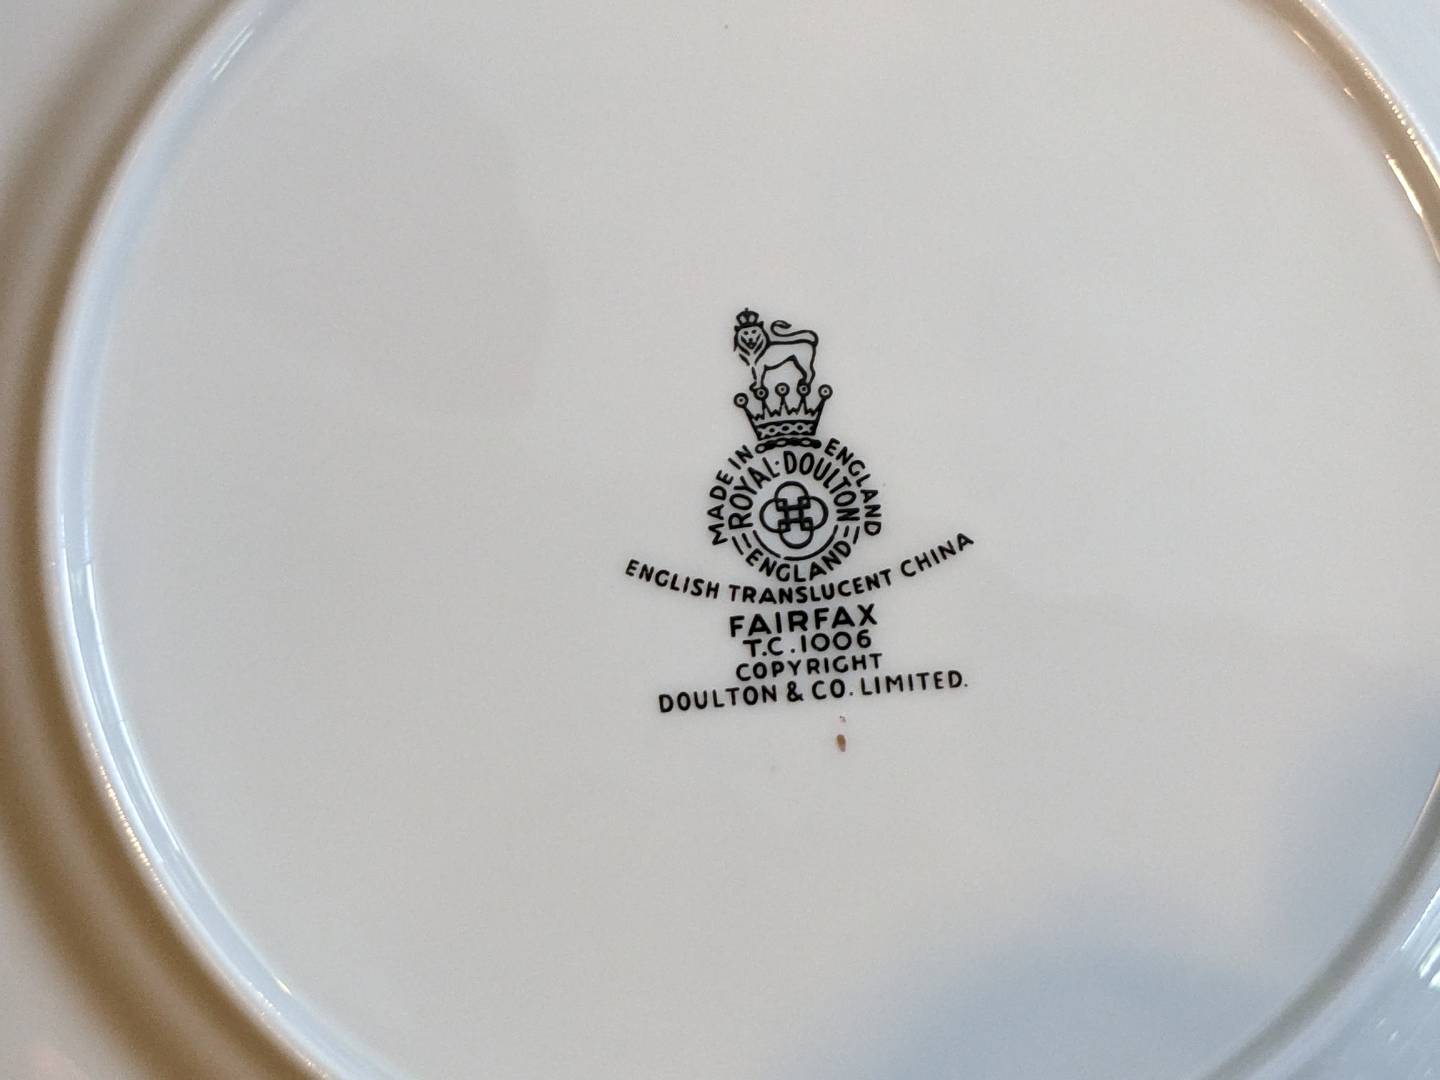 MADE IN ENGLAND
ROYAL·DOULTON
ENGLAND
ENGLISH TRANSLUCENT CHINA
FAIRFAX
T.C.1006
COPYRIGHT
DOULTON & CO. LIMITED.